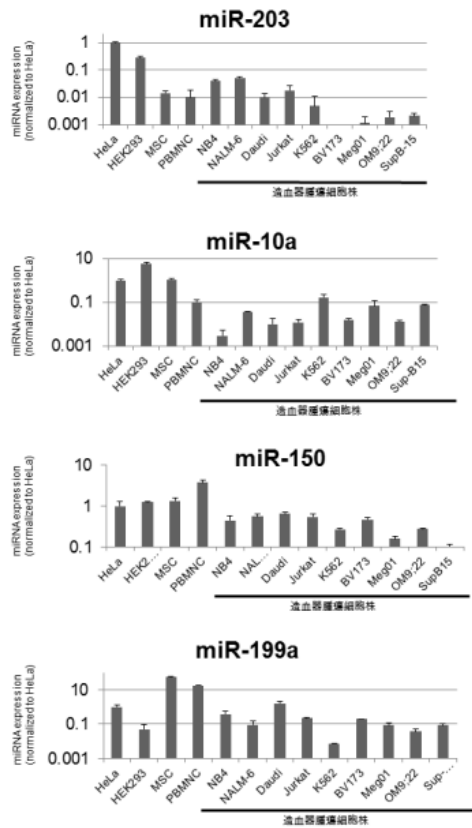 miR-203
miRNA expression
(normalized to HeLa)
1
0.1
0.01
0.001
HeLa
HEK293
MSC
PBMNC
NB4
NALM-6
Daudi
Jurkat
K562
BV173
Meg01
OM9;22
SupB-15
造血器腫瘍細胞株
miR-10a
miRNA expression
(normalized to HeLa)
10
0.1
0.001
HeLa
HEK293
MSC
PBMNC
NB4
NALM-6
Daudi
Jurkat
K562
BV173
Meg01
OM9;22
Sup-B15
造血器腫瘍細胞株
miR-150
miRNA expression
(normalized to HeLa)
10
1
0.1
HeLa
HEK2…
MSC
PBMNC
NB4
NAL…
Daudi
Jurkat
K562
BV173
Meg01
OM9;22
SupB15
造血器腫瘍細胞株
miR-199a
miRNA expression
(normalized to HeLa)
10
0.1
0.001
HeLa
HEK293
MSC
PBMNC
NB4
NALM-6
Daudi
Jurkat
K562
BV173
Meg01
OM9;22
Sup-…
造血器腫瘍細胞株